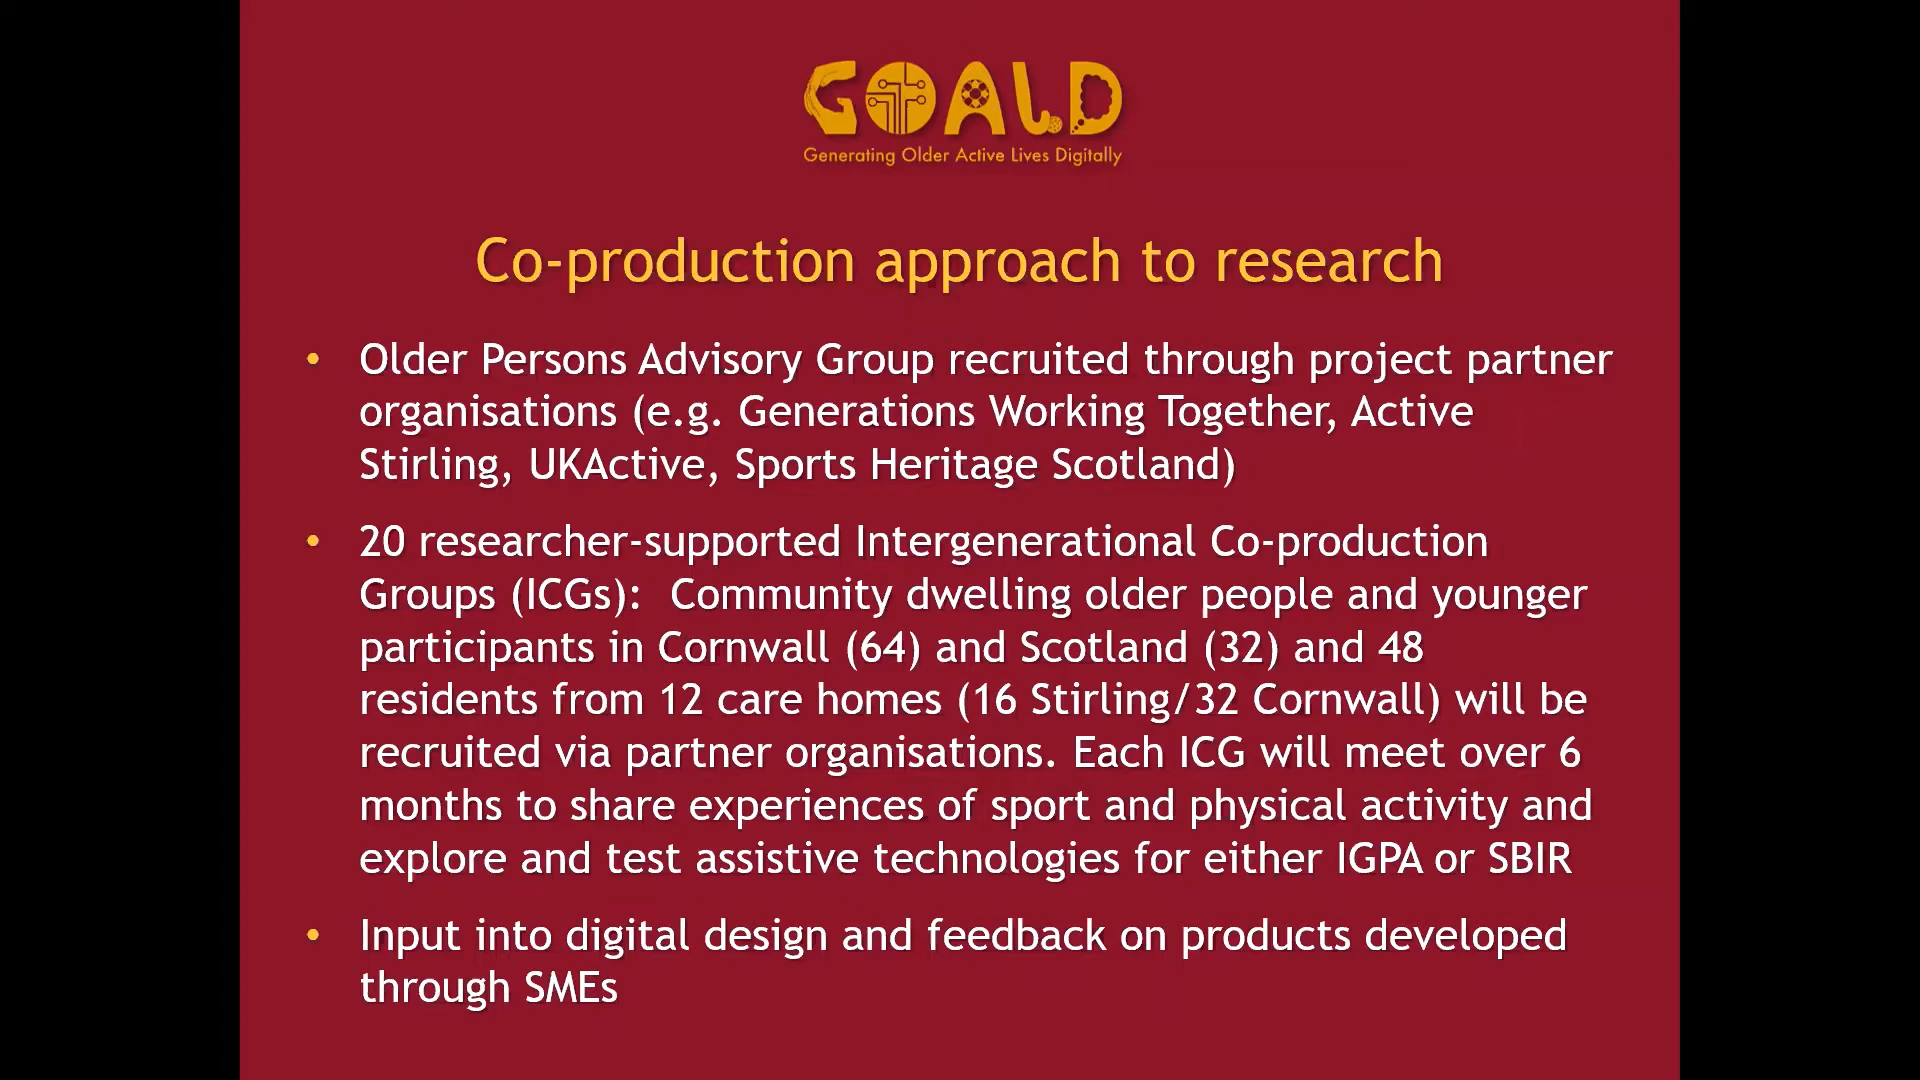 GOALD
Generating Older Active Lives Digitally
Co-production approach to research
• Older Persons Advisory Group recruited through project partner
organisations (e.g. Generations Working Together, Active
Stirling, UKActive, Sports Heritage Scotland)
• 20 researcher-supported Intergenerational Co-production
Groups (ICGs):  Community dwelling older people and younger
participants in Cornwall (64) and Scotland (32) and 48
residents from 12 care homes (16 Stirling/32 Cornwall) will be
recruited via partner organisations. Each ICG will meet over 6
months to share experiences of sport and physical activity and
explore and test assistive technologies for either IGPA or SBIR
• Input into digital design and feedback on products developed
through SMEs